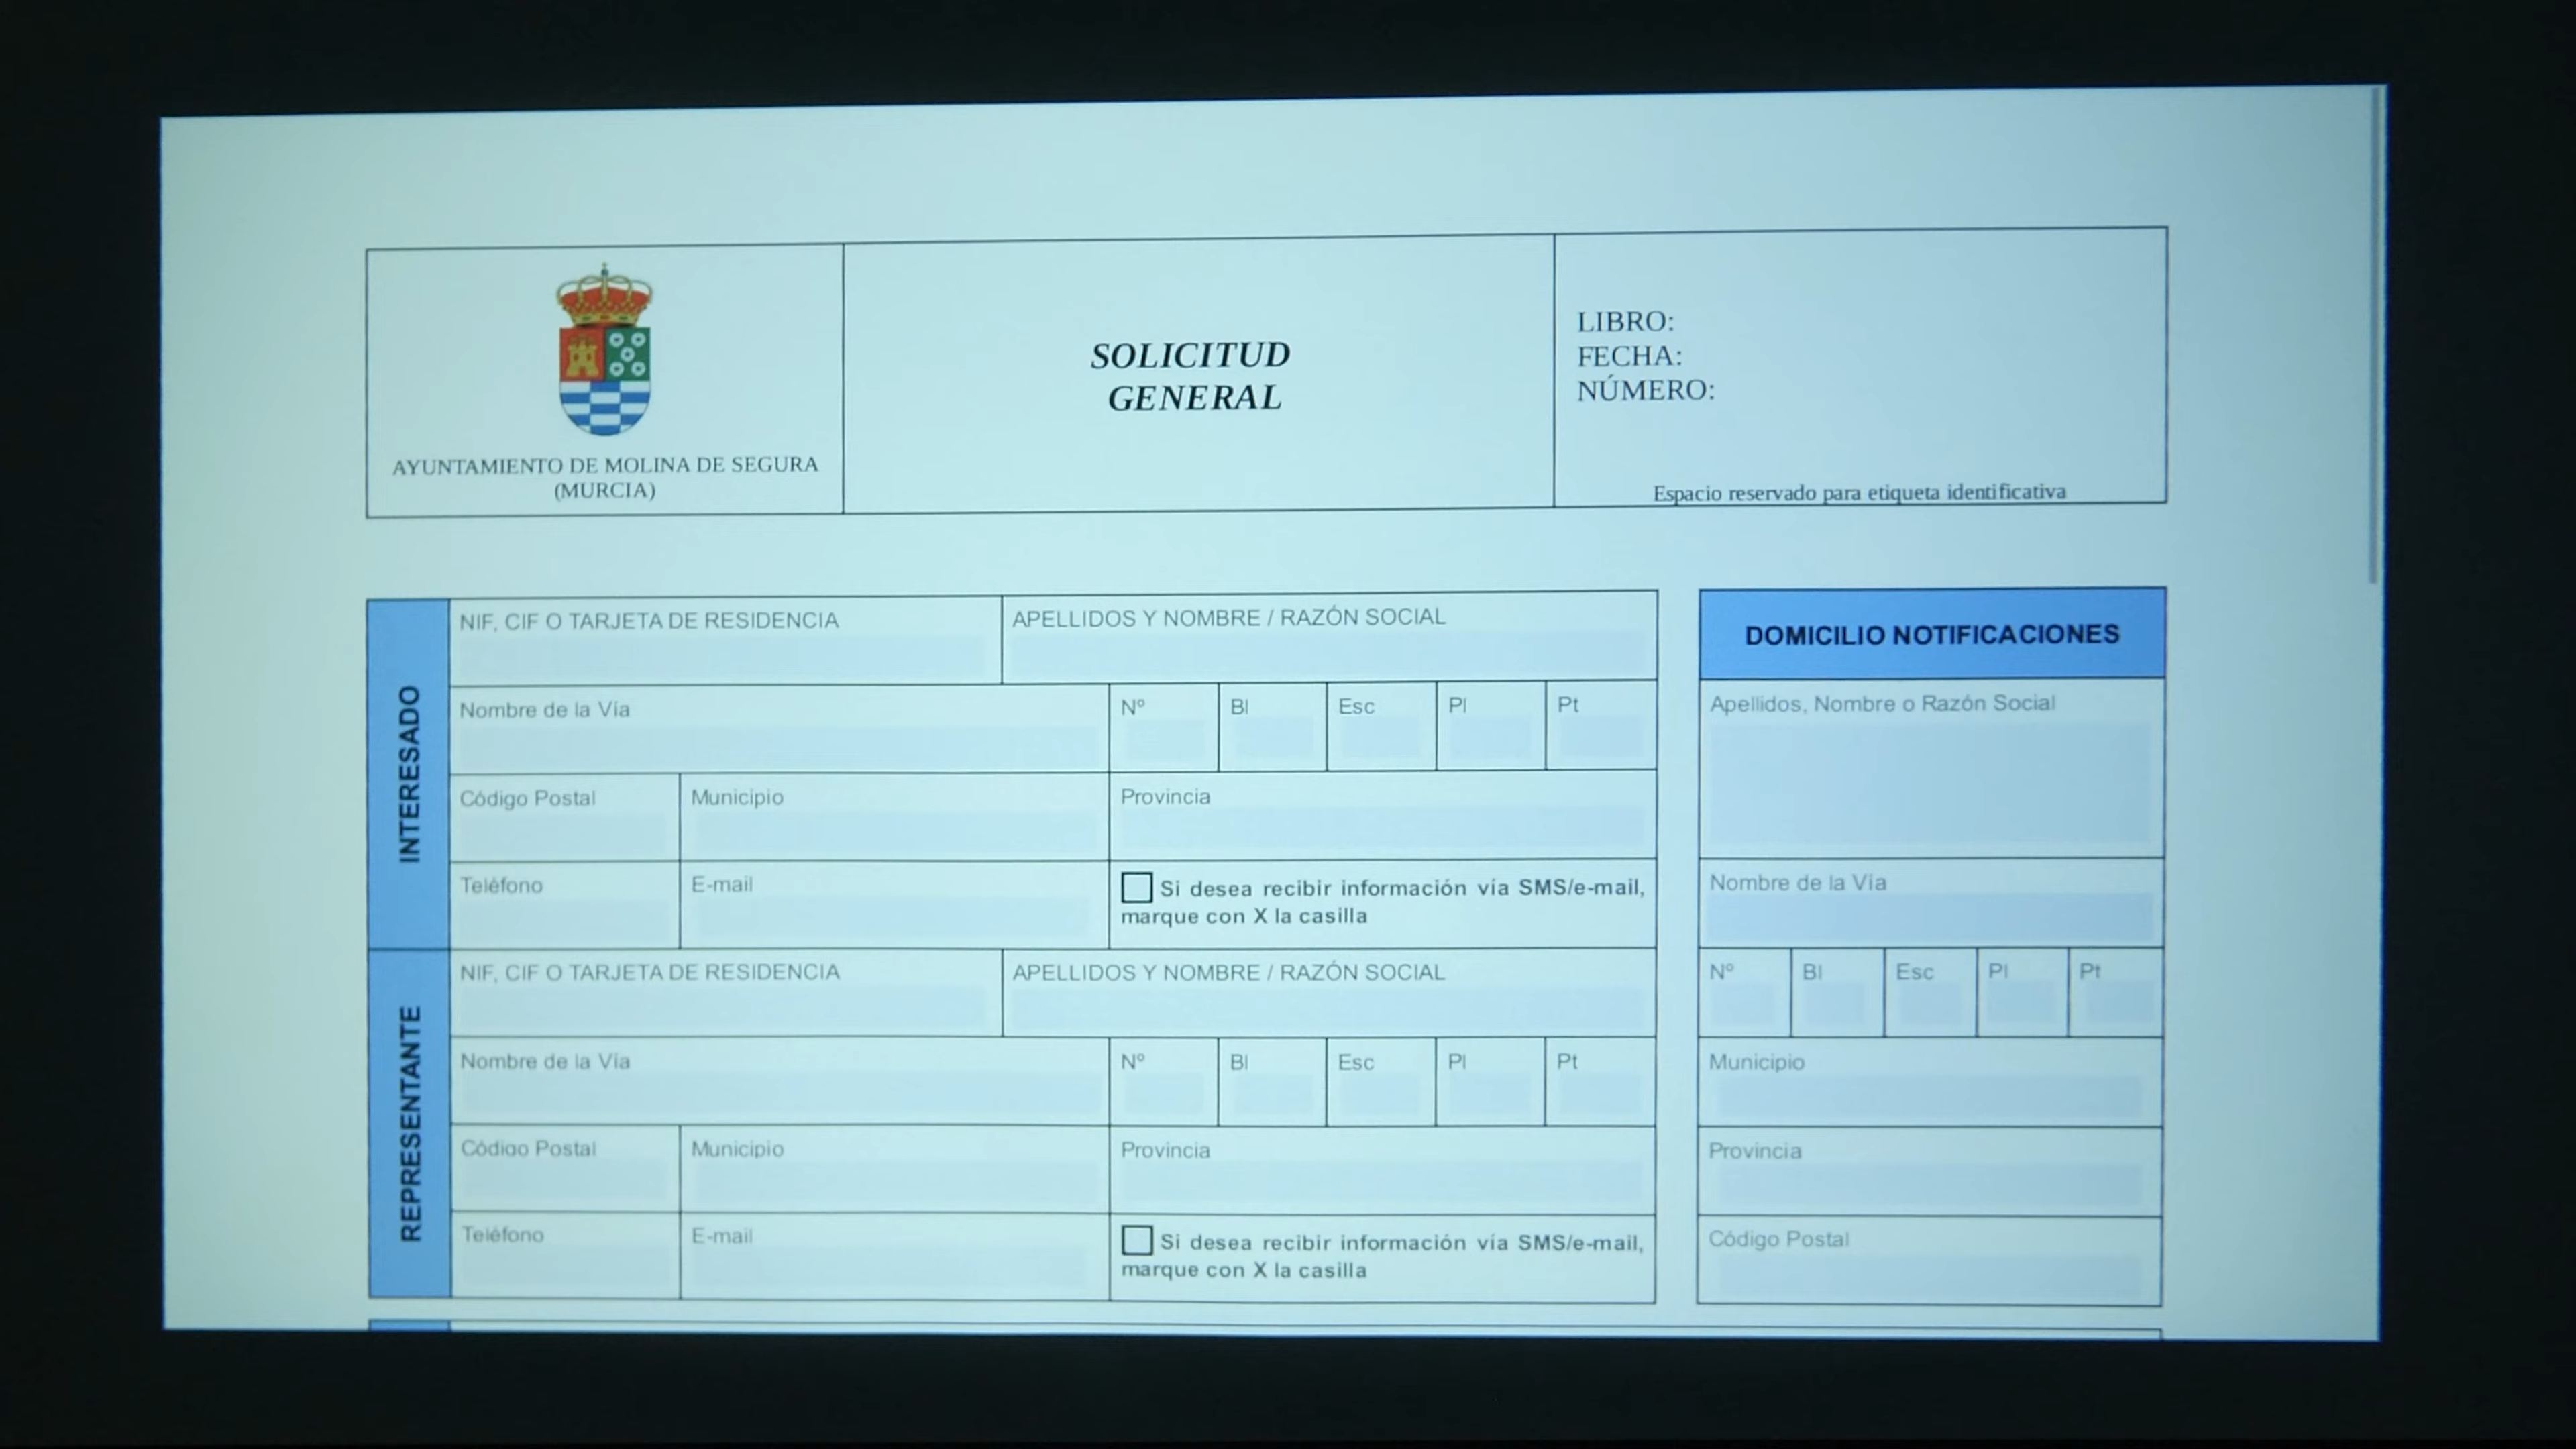 AYUNTAMIENTO DE MOLINA DE SEGURA
(MURCIA)
SOLICITUD
GENERAL
LIBRO:
FECHA:
NÚMERO:
Espacio reservado para etiqueta identificativa
INTERESADO
NIF, CIF O TARJETA DE RESIDENCIA
APELLIDOS Y NOMBRE / RAZÓN SOCIAL
Nombre de la Vía
Nº
Bl
Esc
Pl
Pt
Código Postal
Municipio
Provincia
Teléfono
E-mail
Si desea recibir información vía SMS/e-mail,
marque con X la casilla
REPRESENTANTE
NIF, CIF O TARJETA DE RESIDENCIA
APELLIDOS Y NOMBRE / RAZÓN SOCIAL
Nombre de la Vía
Nº
Bl
Esc
Pl
Pt
Código Postal
Municipio
Provincia
Teléfono
E-mail
Si desea recibir información vía SMS/e-mail,
marque con X la casilla
DOMICILIO NOTIFICACIONES
Apellidos, Nombre o Razón Social
Nombre de la Vía
Nº
Bl
Esc
Pl
Pt
Municipio
Provincia
Código Postal